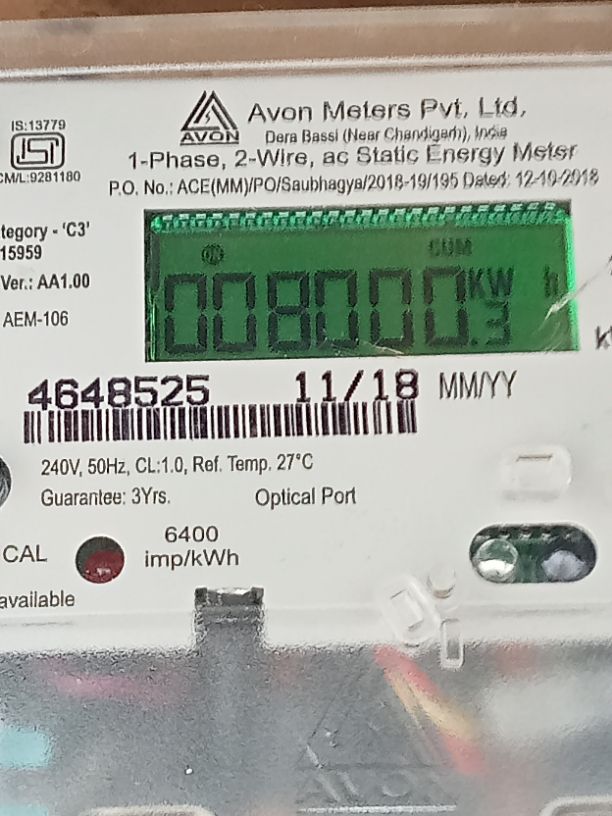 Avon Meters Pvt. Ltd.
AVON
Dera Bassi (Near Chandigarh), India
IS:13779
CM/L:9281180
1-Phase, 2-Wire, ac Static Energy Meter
P.O. No.: ACE(MM)/PO/Saubhagya/2018-19/195 Dated: 12-10-2018
tegory - 'C3'
15959
Ver.: AA1.00
AEM-106
CUM
008000.3 KW h
4648525 11/18 MM/YY
240V, 50Hz, CL:1.0, Ref. Temp. 27°C
Guarantee: 3Yrs. Optical Port
CAL
6400
imp/kWh
available
AVON